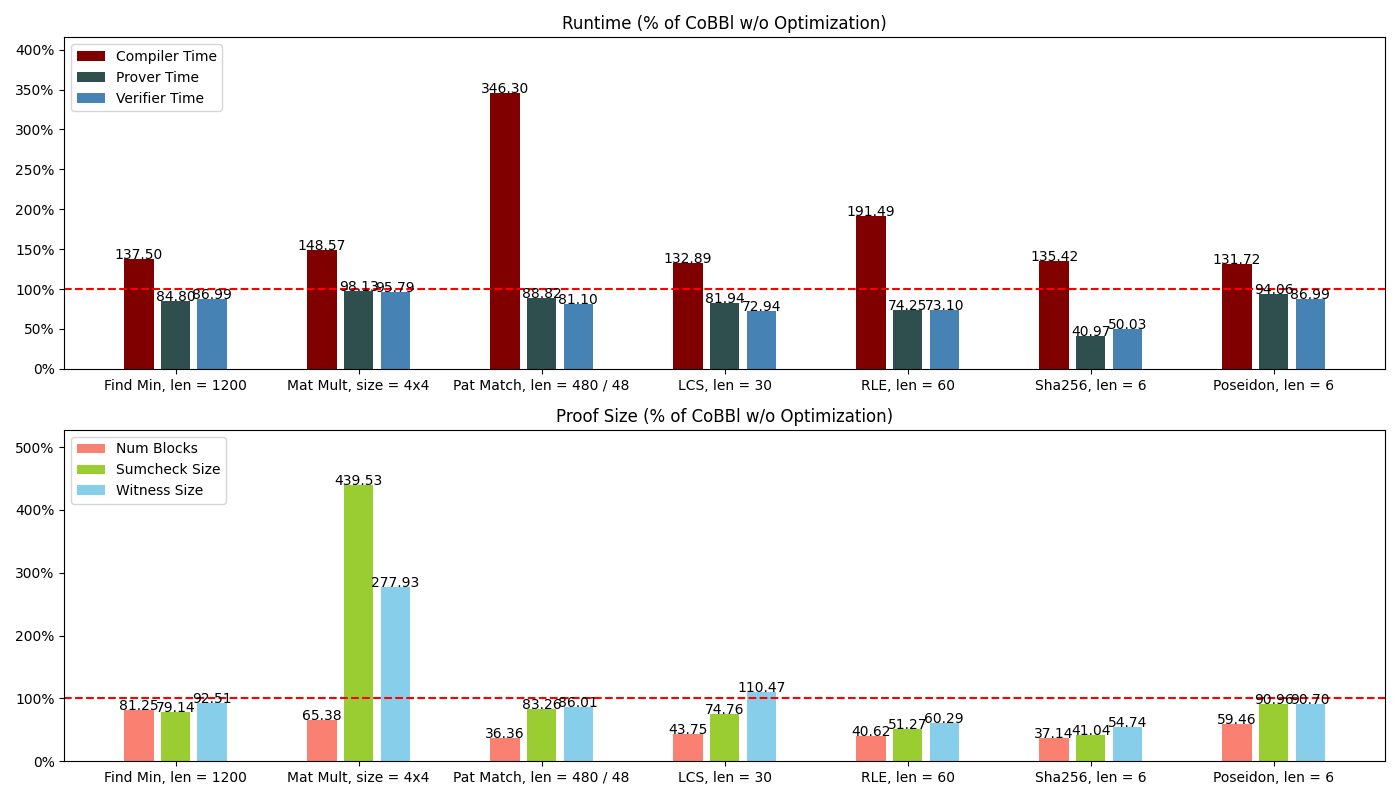 Runtime (% of CoBBl w/o Optimization)
400%
350%
300%
250%
200%
150%
100%
50%
0%
Compiler Time
Prover Time
Verifier Time
137.50
84.80
86.99
148.57
98.13
95.79
346.30
88.82
81.10
132.89
81.94
72.94
191.49
74.25
73.10
135.42
40.97
50.03
131.72
94.06
86.99
Find Min, len = 1200
Mat Mult, size = 4x4
Pat Match, len = 480 / 48
LCS, len = 30
RLE, len = 60
Sha256, len = 6
Poseidon, len = 6
Proof Size (% of CoBBl w/o Optimization)
500%
400%
300%
200%
100%
0%
Num Blocks
Sumcheck Size
Witness Size
81.25
79.14
92.51
65.38
439.53
277.93
36.36
83.26
86.01
43.75
74.76
110.47
40.62
51.27
60.29
37.14
41.04
54.74
59.46
90.96
90.70
Find Min, len = 1200
Mat Mult, size = 4x4
Pat Match, len = 480 / 48
LCS, len = 30
RLE, len = 60
Sha256, len = 6
Poseidon, len = 6